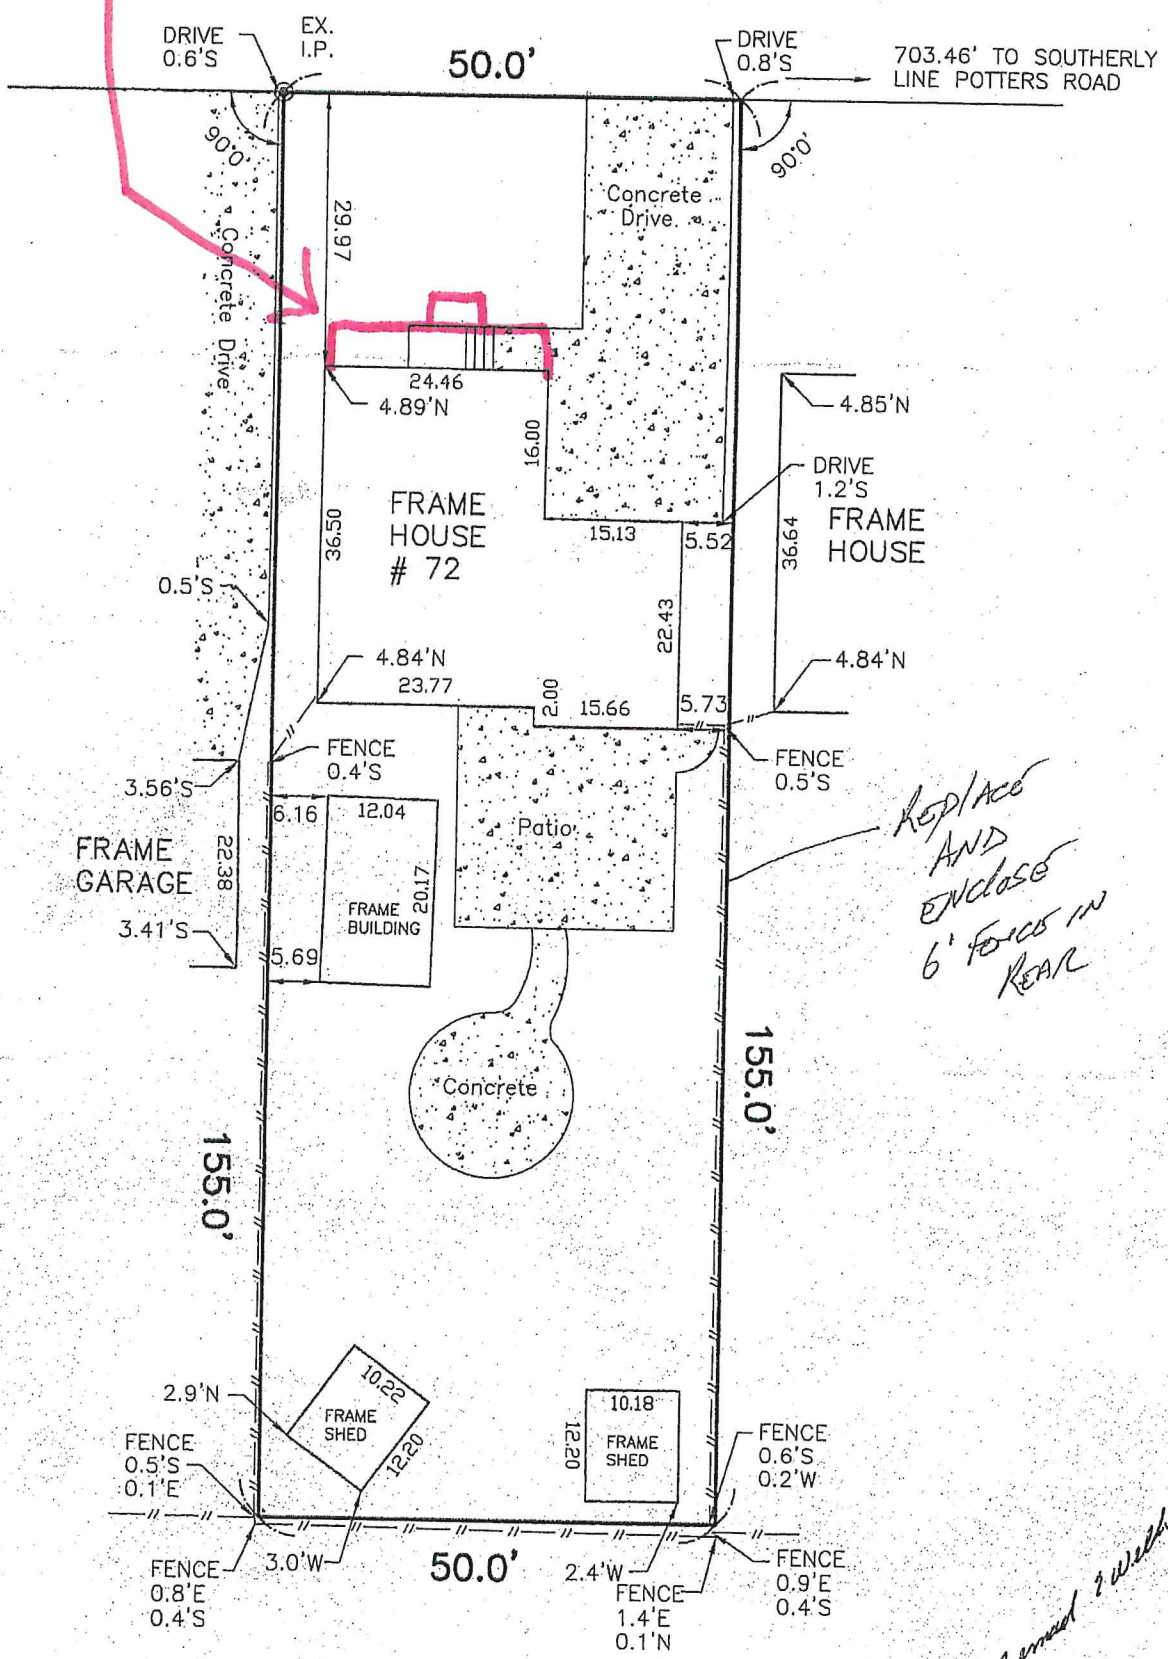 DRIVE
0.6'S
EX.
I.P.
50.0'
DRIVE
0.8'S
703.46' TO SOUTHERLY
LINE POTTERS ROAD
90.0'
90.0'
29.97
Concrete
Drive
Concrete Drive
24.46
4.89'N
4.85'N
16.00
DRIVE
1.2'S
FRAME
HOUSE
# 72
36.50
15.13
5.52
36.64
FRAME
HOUSE
0.5'S
22.43
4.84'N
4.84'N
23.77
2.00
15.66
5.73
FENCE
0.4'S
FENCE
0.5'S
3.56'S
6.16
12.04
FRAME
GARAGE
22.38
3.41'S
FRAME
BUILDING
20.17
5.69
Patio
REPLACE
AND
ENCLOSE
6' FENCE IN
REAR
Concrete
155.0'
155.0'
2.9'N
10.22
FRAME
SHED
12.20
10.18
12.20
FRAME
SHED
FENCE
0.5'S
0.1'E
FENCE
0.6'S
0.2'W
FENCE
0.8'E
0.4'S
3.0'W
50.0'
2.4'W
FENCE
1.4'E
0.1'N
FENCE
0.9'E
0.4'S